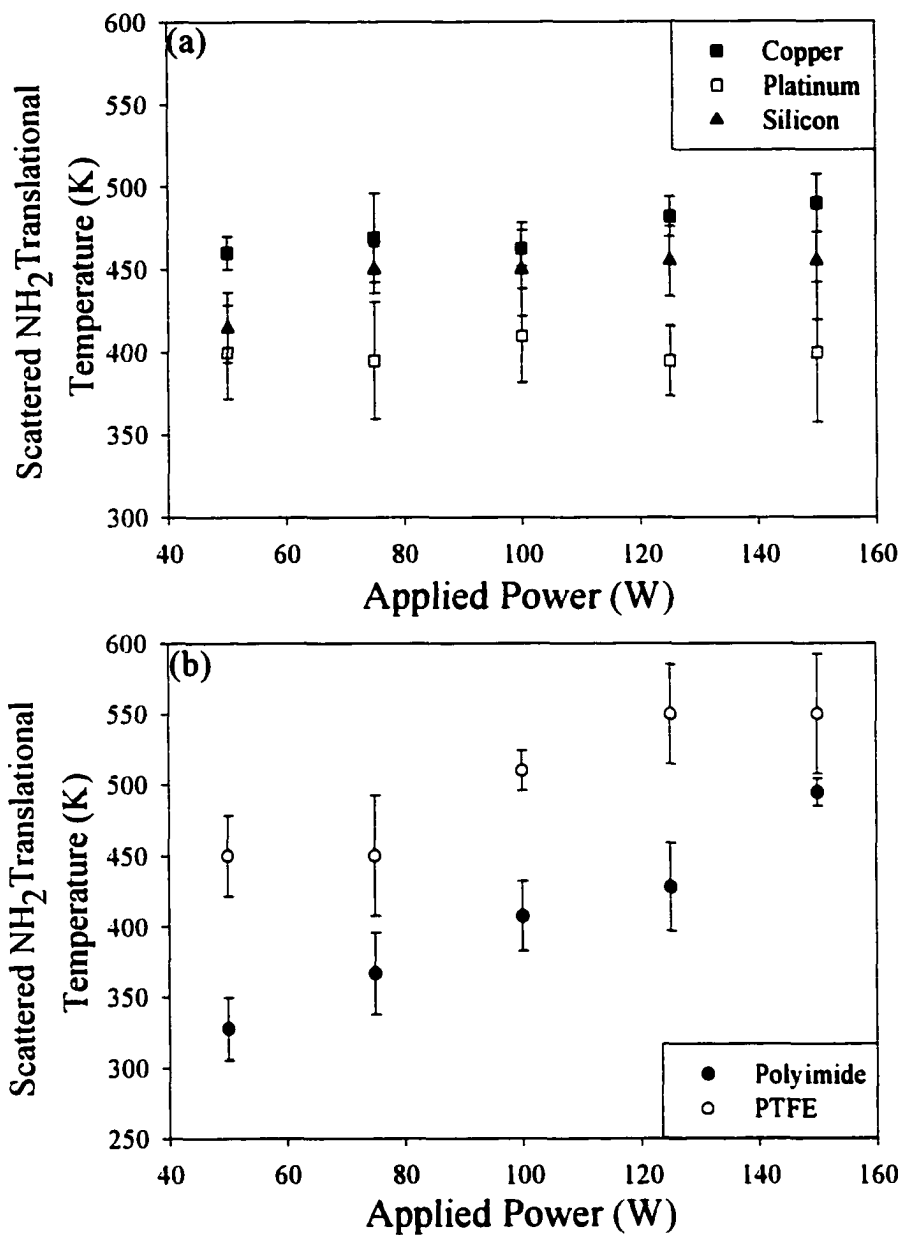 (a)
Copper
Platinum
Silicon
600
550
500
450
400
350
300
Scattered NH2 Translational
Temperature (K)
40 60 80 100 120 140 160
Applied Power (W)
(b)
600
550
500
450
400
350
300
250
Scattered NH2 Translational
Temperature (K)
Polyimide
PTFE
40 60 80 100 120 140 160
Applied Power (W)